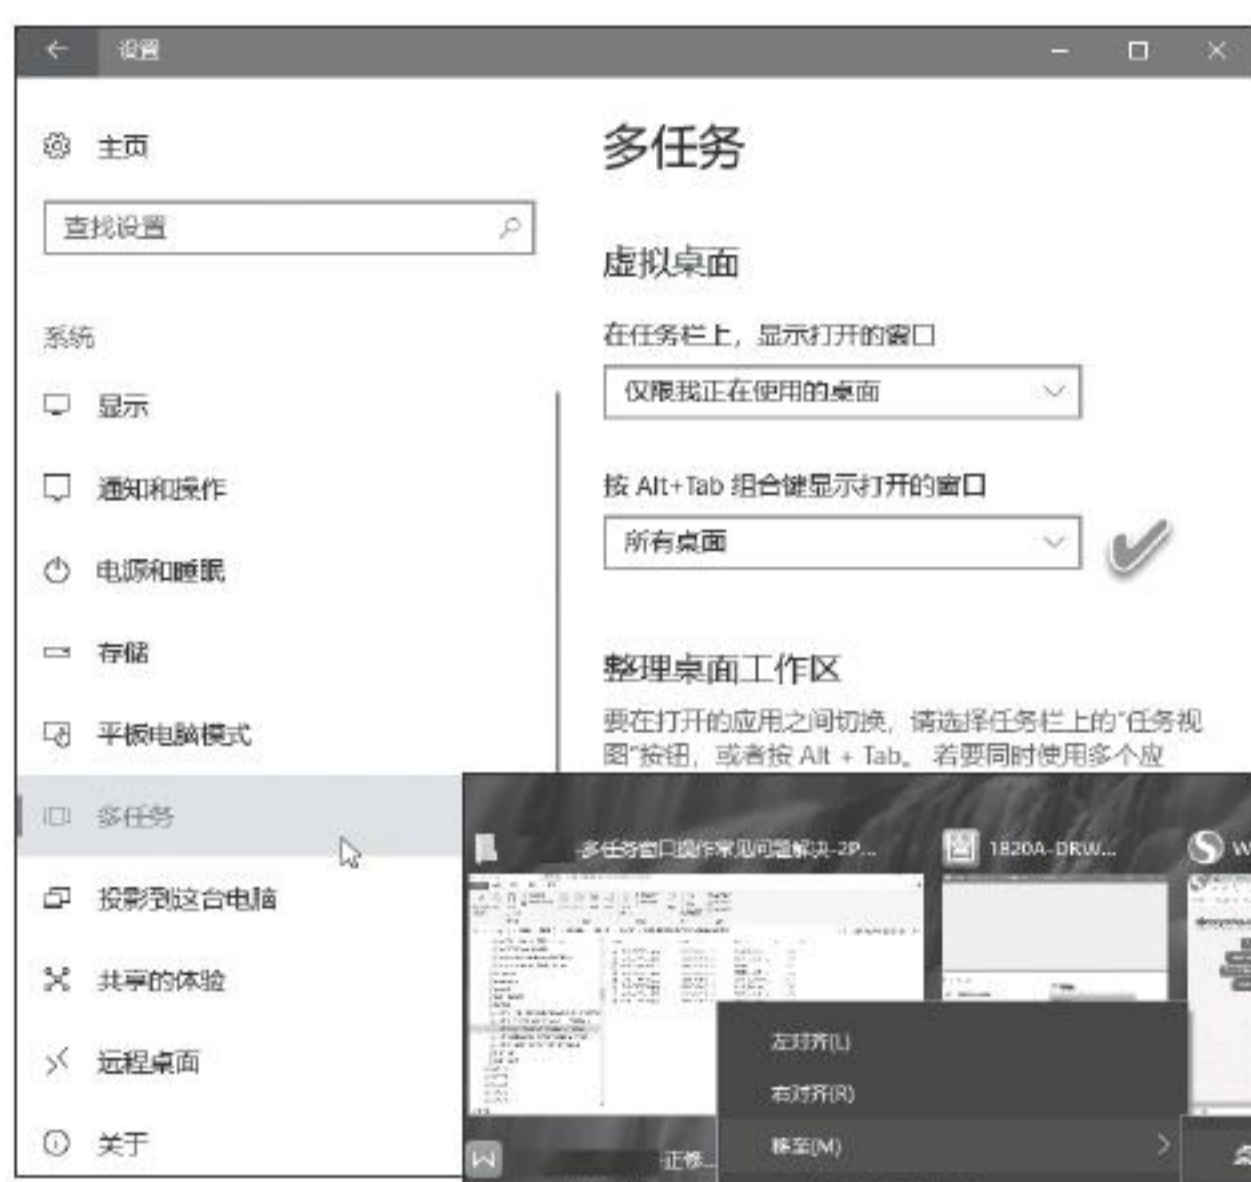 设置
主页
查找设置
系统
显示
通知和操作
电源和睡眠
存储
平板电脑模式
多任务
投影到这台电脑
共享的体验
远程桌面
关于
多任务
虚拟桌面
在任务栏上，显示打开的窗口
仅限我正在使用的桌面
按 Alt+Tab 组合键显示打开的窗口
所有桌面
整理桌面工作区
要在打开的应用之间切换，请选择任务栏上的"任务视
图"按钮，或者按 Alt + Tab。 若要同时使用多个应
-多任务窗口操作常见问题解决-2P...
1820A-DRW...
W
-正修...
左对齐(L)
右对齐(R)
移至(M)